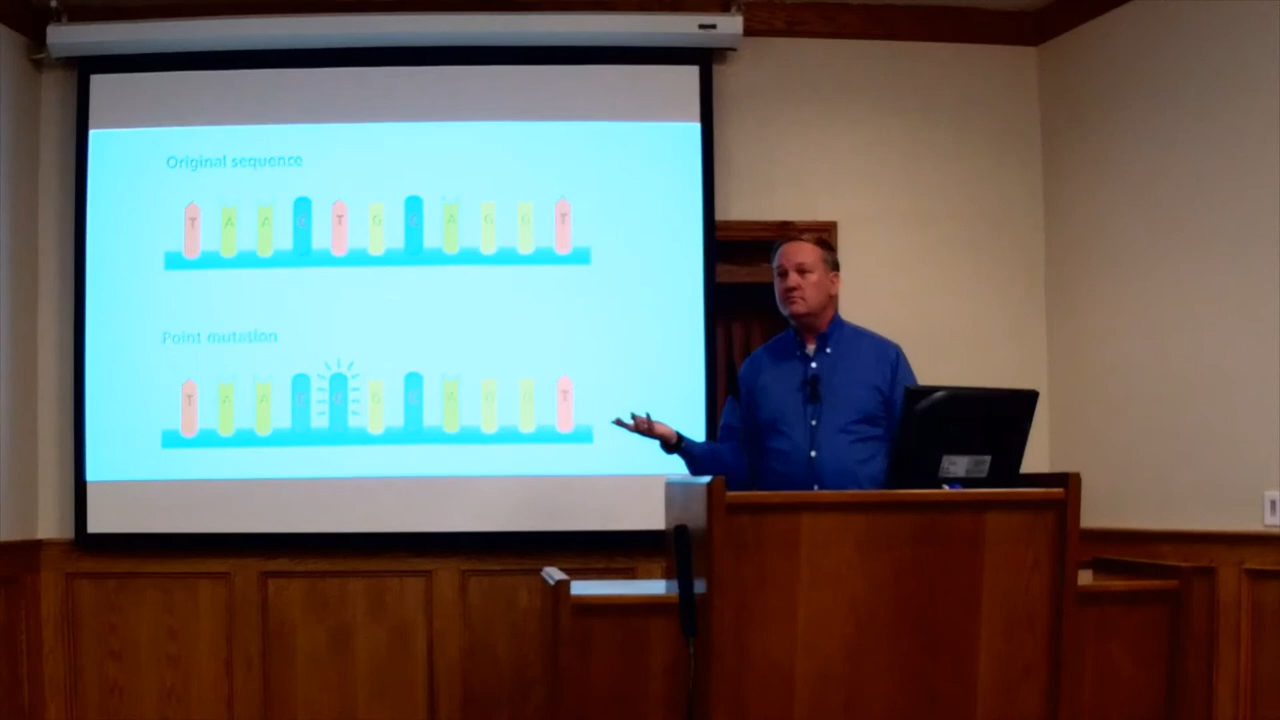 Original sequence
T A A C T G C A G G T
Point mutation
T A A C C G C A G G T